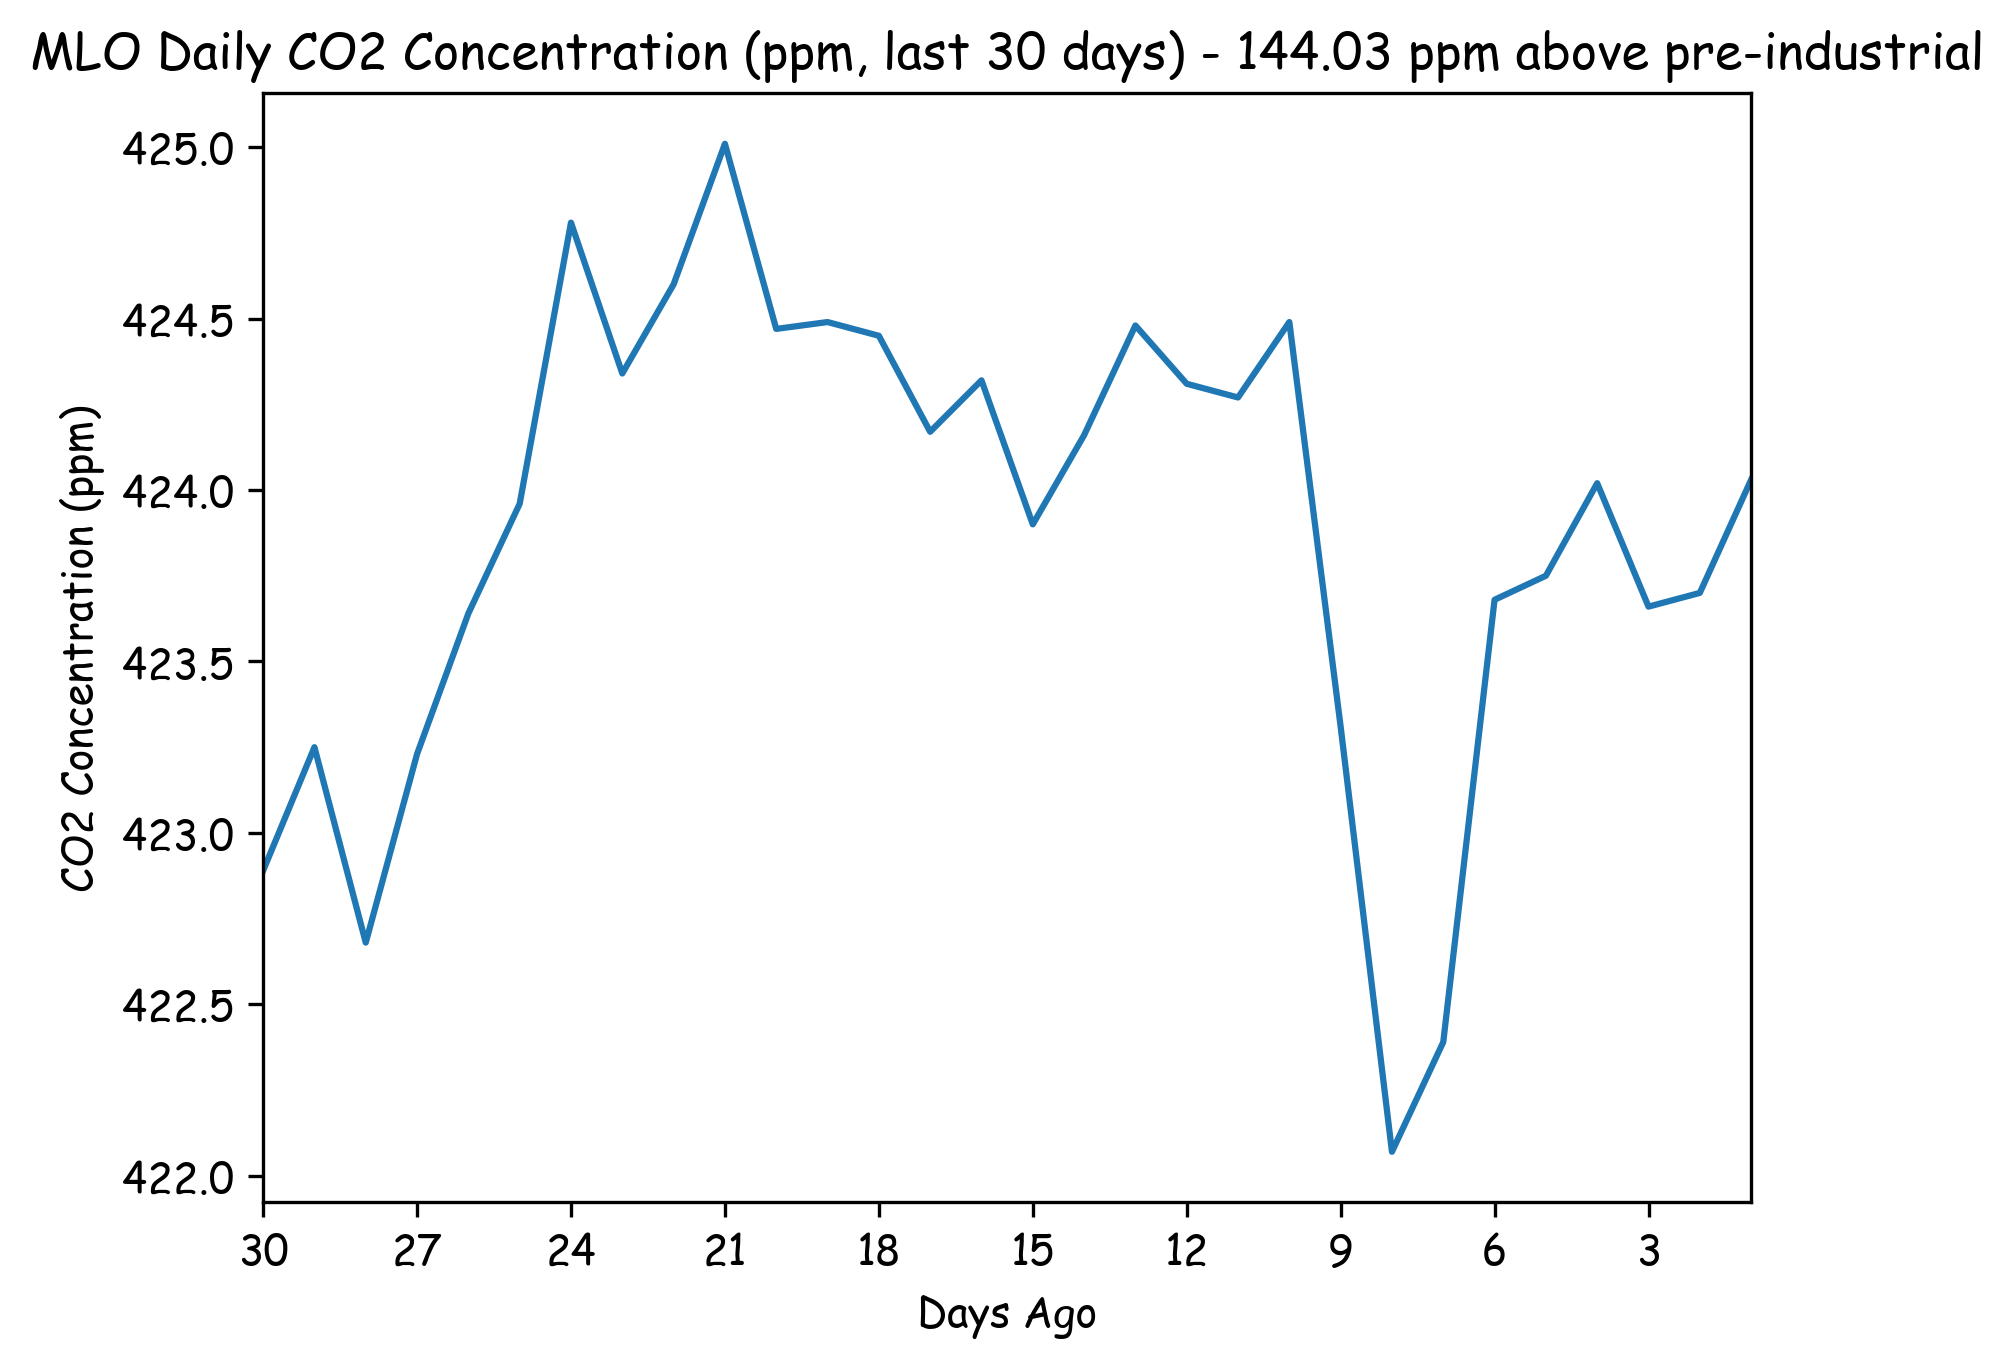 MLO Daily CO2 Concentration (ppm, last 30 days) - 144.03 ppm above pre-industrial
425.0
424.5
424.0
423.5
423.0
422.5
422.0
CO2 Concentration (ppm)
30 27 24 21 18 15 12 9 6 3
Days Ago